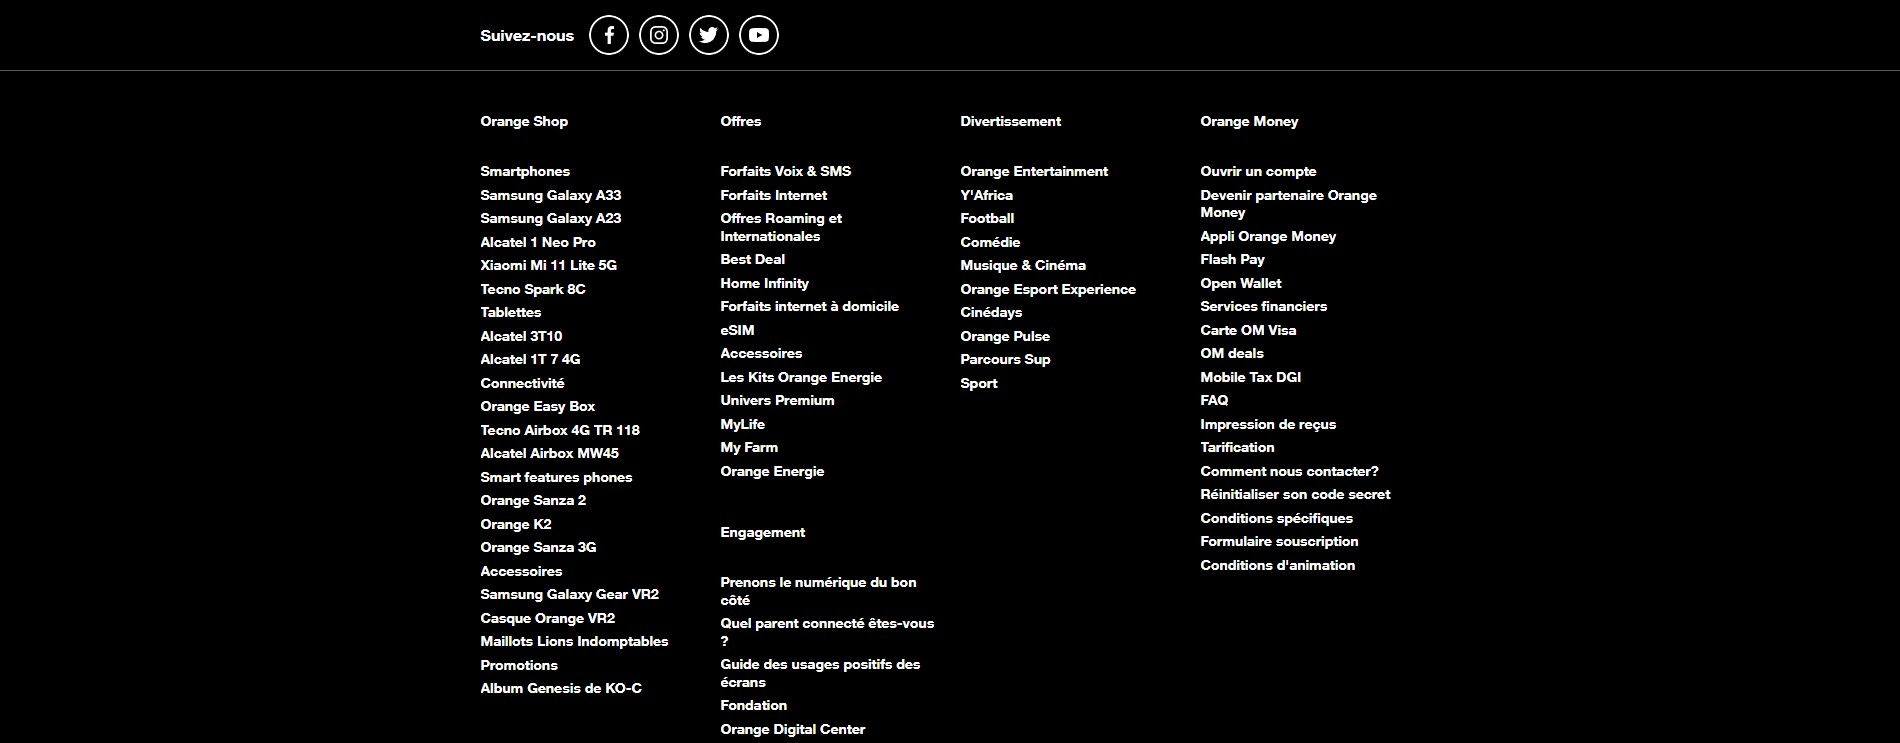 Suivez-nous
Orange Shop
Smartphones
Samsung Galaxy A33
Samsung Galaxy A23
Alcatel 1 Neo Pro
Xiaomi Mi 11 Lite 5G
Tecno Spark 8C
Tablettes
Alcatel 3T10
Alcatel 1T 7 4G
Connectivité
Orange Easy Box
Tecno Airbox 4G TR 118
Alcatel Airbox MW45
Smart features phones
Orange Sanza 2
Orange K2
Orange Sanza 3G
Accessoires
Samsung Galaxy Gear VR2
Casque Orange VR2
Maillots Lions Indomptables
Promotions
Album Genesis de KO-C
Offres
Forfaits Voix & SMS
Forfaits Internet
Offres Roaming et
Internationales
Best Deal
Home Infinity
Forfaits internet à domicile
eSIM
Accessoires
Les Kits Orange Energie
Univers Premium
MyLife
My Farm
Orange Energie
Engagement
Prenons le numérique du bon
côté
Quel parent connecté êtes-vous
?
Guide des usages positifs des
écrans
Fondation
Orange Digital Center
Divertissement
Orange Entertainment
Y'Africa
Football
Comédie
Musique & Cinéma
Orange Esport Experience
Cinédays
Orange Pulse
Parcours Sup
Sport
Orange Money
Ouvrir un compte
Devenir partenaire Orange
Money
Appli Orange Money
Flash Pay
Open Wallet
Services financiers
Carte OM Visa
OM deals
Mobile Tax DGI
FAQ
Impression de reçus
Tarification
Comment nous contacter?
Réinitialiser son code secret
Conditions spécifiques
Formulaire souscription
Conditions d'animation